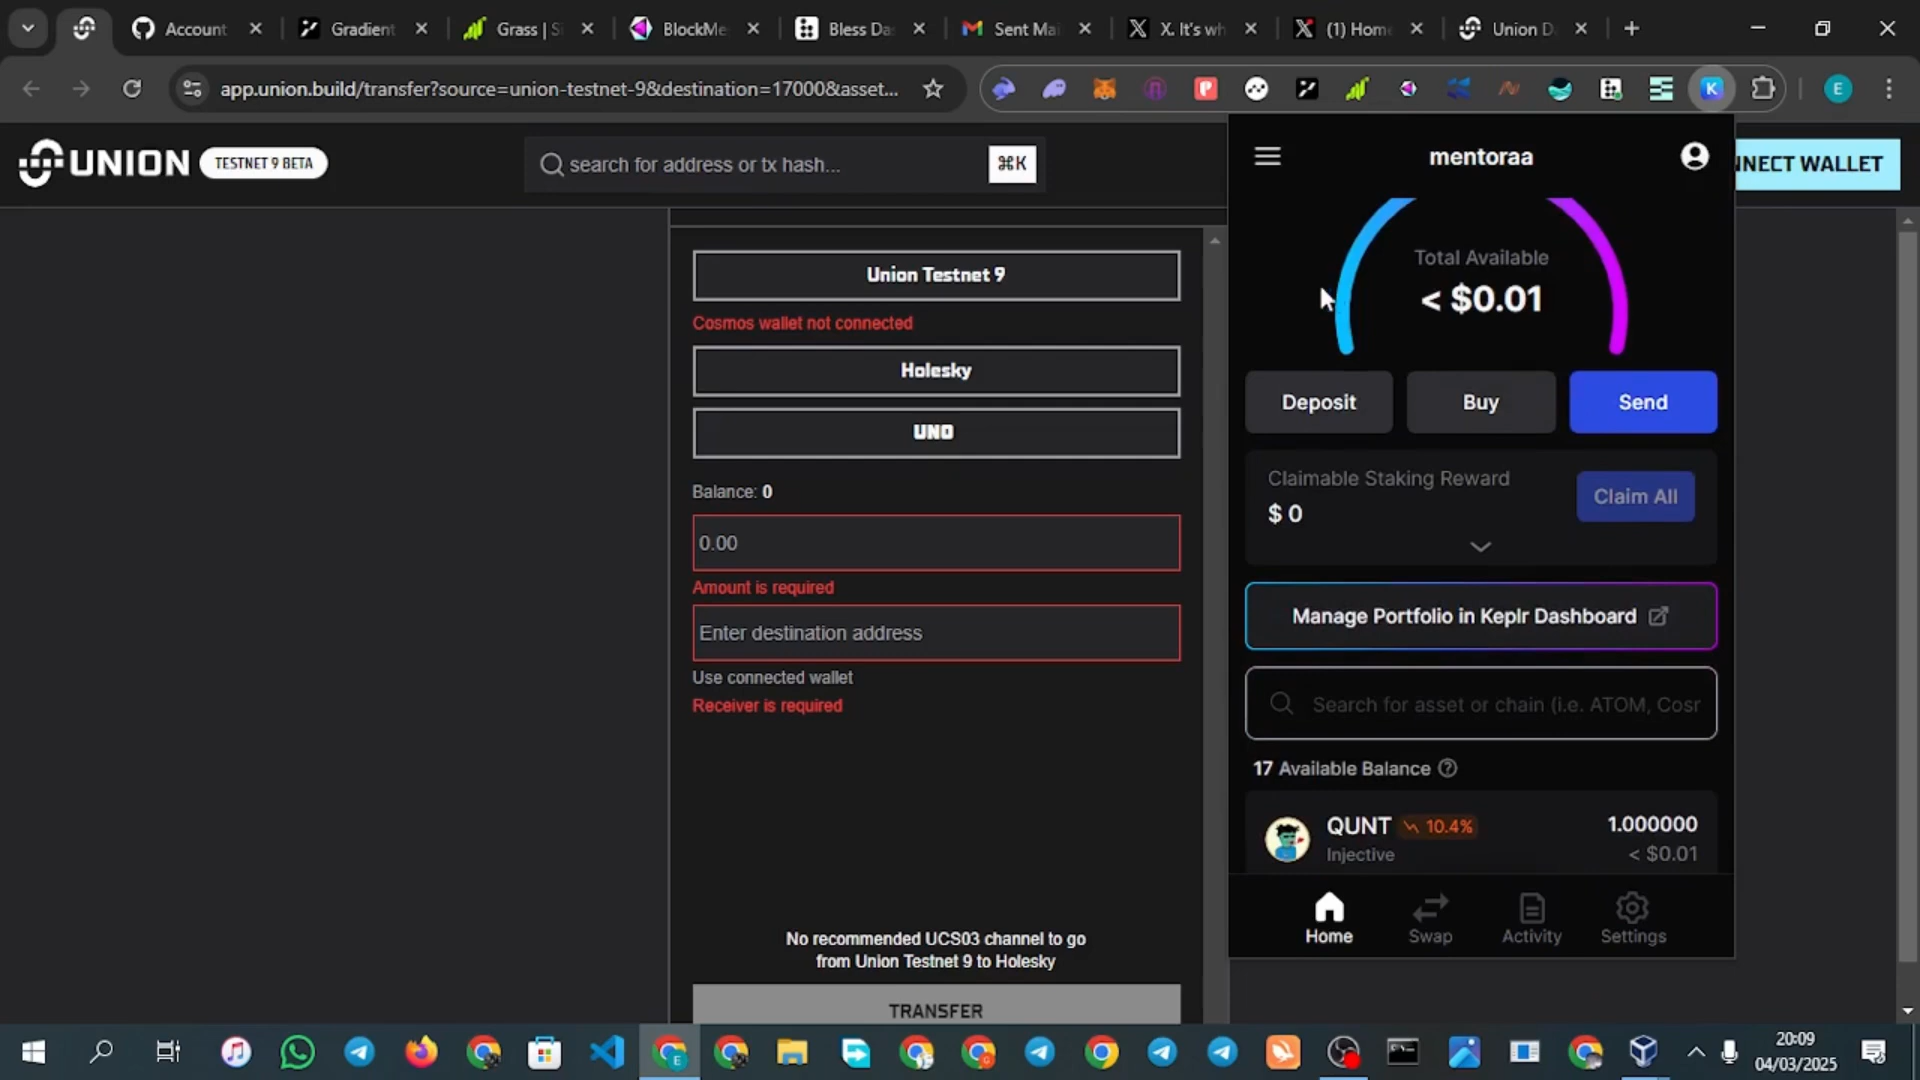 Account
Gradient
Grass | Si
BlockMe
Bless Da
Sent Mai
X. It's wh
(1) Home
Union D
app.union.build/transfer?source=union-testnet-9&destination=17000&asset...
E
UNION
TESTNET 9 BETA
search for address or tx hash...
⌘K
NNECT WALLET
Union Testnet 9
Cosmos wallet not connected
Holesky
UNO
Balance: 0
0.00
Amount is required
Enter destination address
Use connected wallet
Receiver is required
No recommended UCS03 channel to go
from Union Testnet 9 to Holesky
TRANSFER
mentoraa
Total Available
< $0.01
Deposit
Buy
Send
Claimable Staking Reward
$ 0
Claim All
Manage Portfolio in Keplr Dashboard
Search for asset or chain (i.e. ATOM, Cosr
17 Available Balance
QUNT 10.4% 1.000000
Injective < $0.01
Home
Swap
Activity
Settings
20:09
04/03/2025